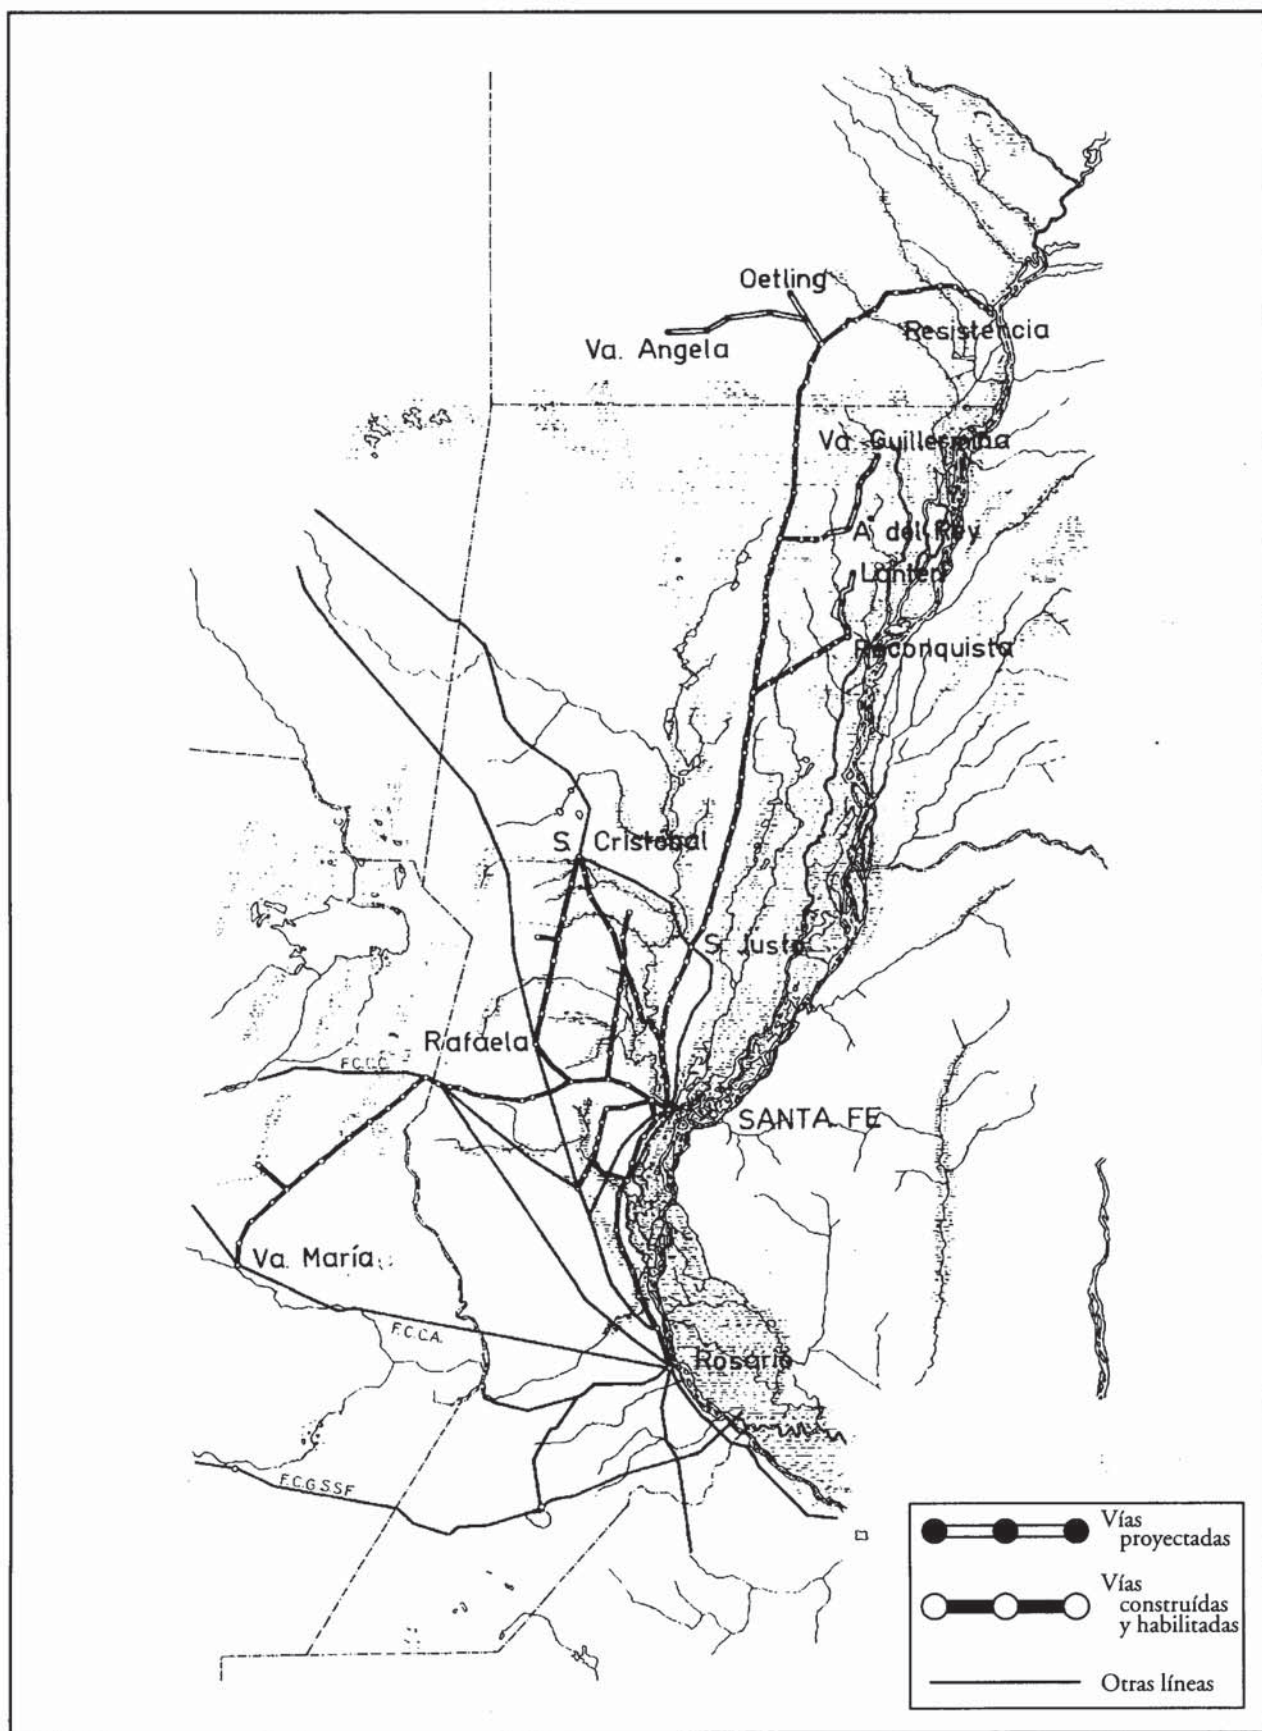 Oetling
Resistencia
Va. Angela
Va. Guillermina
A. del Rey
Lanteri
Reconquista
S. Cristóbal
S. Justo
Rafaela
F.C.C.C.
SANTA FE
Va. María
F.C.C.A.
Rosario
F.C.G.S.S.F.
Vías
proyectadas
Vías
construídas
y habilitadas
Otras líneas